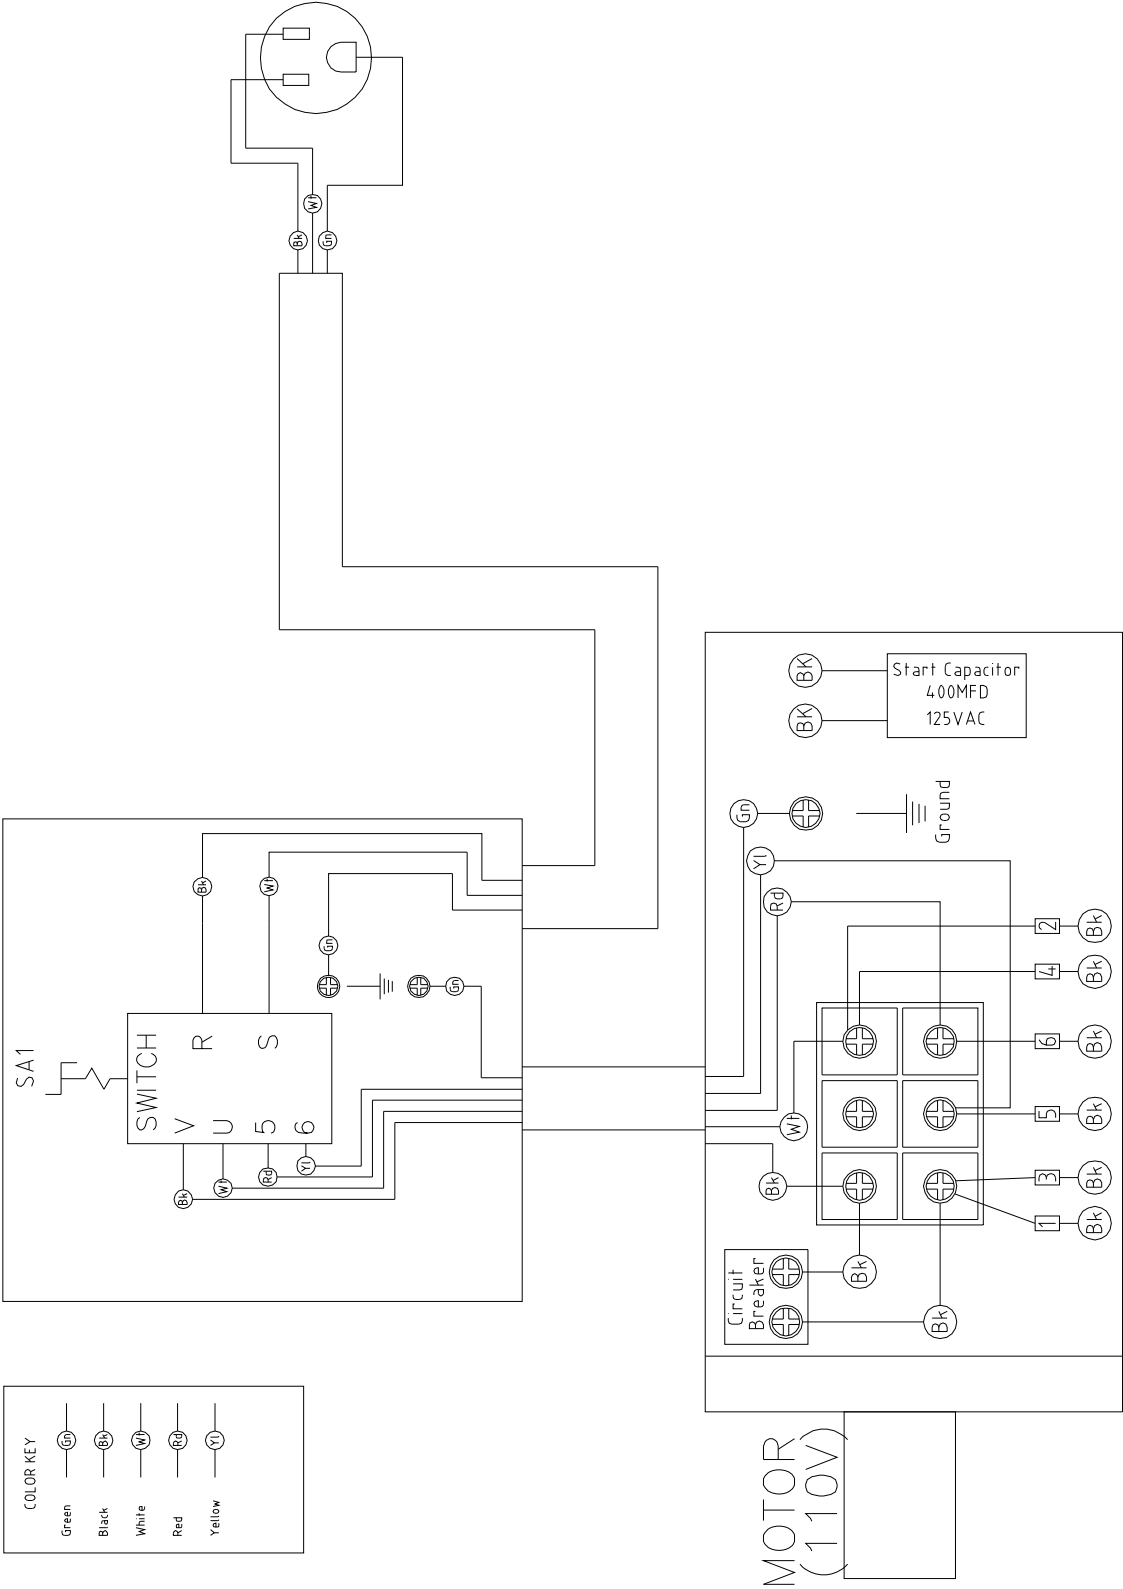 Bk
Wt
Gn
Start Capacitor
400MFD
125VAC
BK
BK
Gn
Ground
Yl
Rd
2
Bk
4
Bk
6
Bk
5
Bk
3
Bk
1
Bk
Wt
Bk
Bk
Bk
Circuit
Breaker
MOTOR
(110V)
SA1
SWITCH
R
S
V
U
5
6
Bk
Wt
Gn
Gn
Bk
Wt
Rd
Yl
COLOR KEY
Green
Gn
Black
Bk
White
Wt
Red
Rd
Yellow
Yl